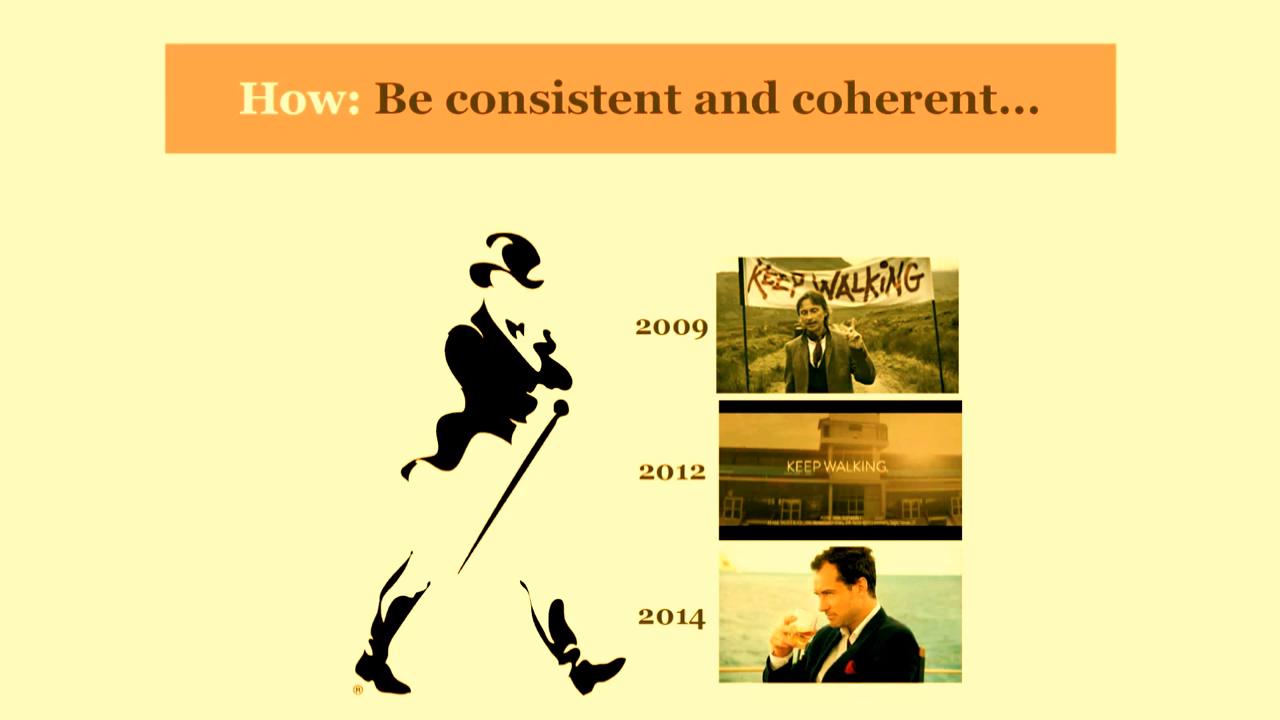 How: Be consistent and coherent...
2009
KEEP WALKING
2012
KEEP WALKING.
2014
®